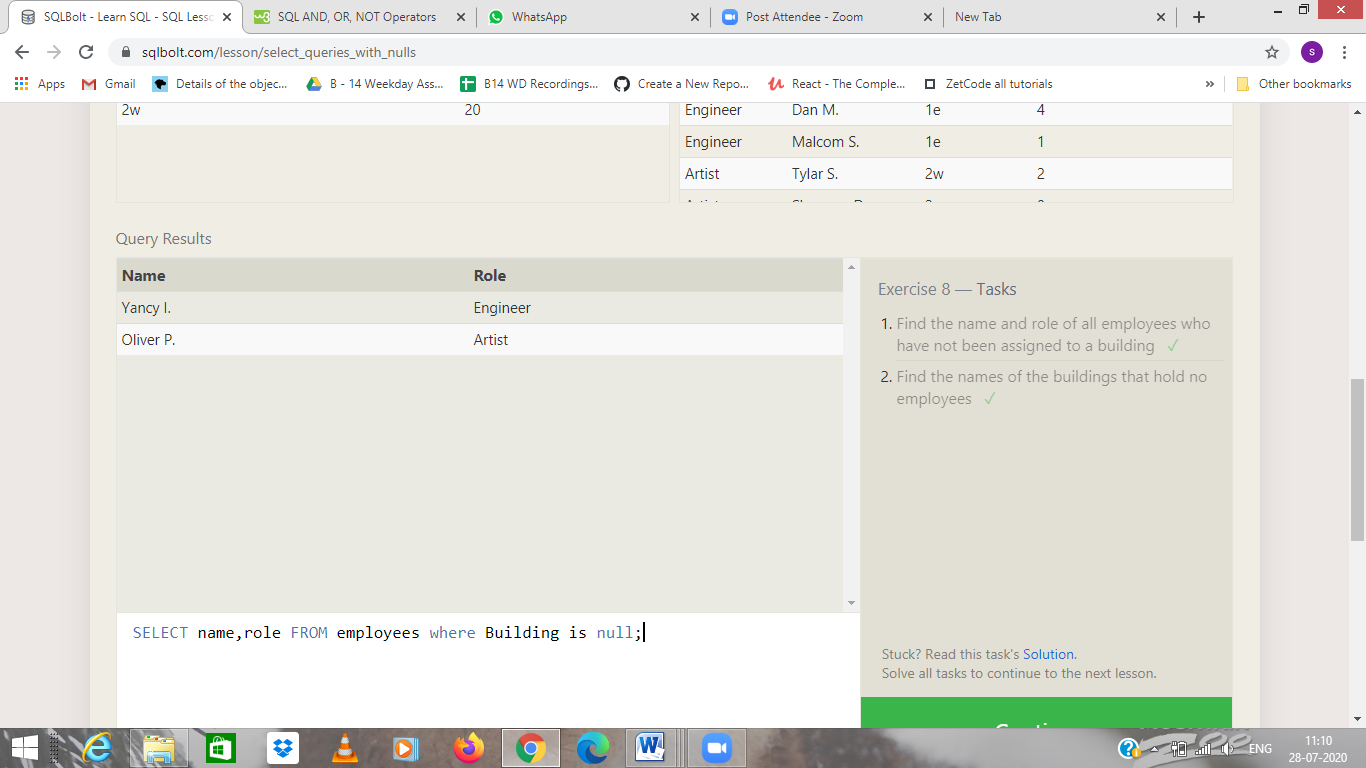 SQLBolt - Learn SQL - SQL Less
SQL AND, OR, NOT Operators
WhatsApp
Post Attendee - Zoom
New Tab
sqlbolt.com/lesson/select_queries_with_nulls
s
Apps
Gmail
Details of the objec...
B - 14 Weekday Ass...
B14 WD Recordings...
Create a New Repo...
React - The Comple...
ZetCode all tutorials
»
Other bookmarks
2w 20
Engineer Dan M. 1e 4
Engineer Malcom S. 1e 1
Artist Tylar S. 2w 2
Query Results
Name Role
Yancy I. Engineer
Oliver P. Artist
Exercise 8 — Tasks
1. Find the name and role of all employees who
have not been assigned to a building ✓
2. Find the names of the buildings that hold no
employees ✓
SELECT name,role FROM employees where Building is null;
Stuck? Read this task's Solution.
Solve all tasks to continue to the next lesson.
ENG
11:10
28-07-2020